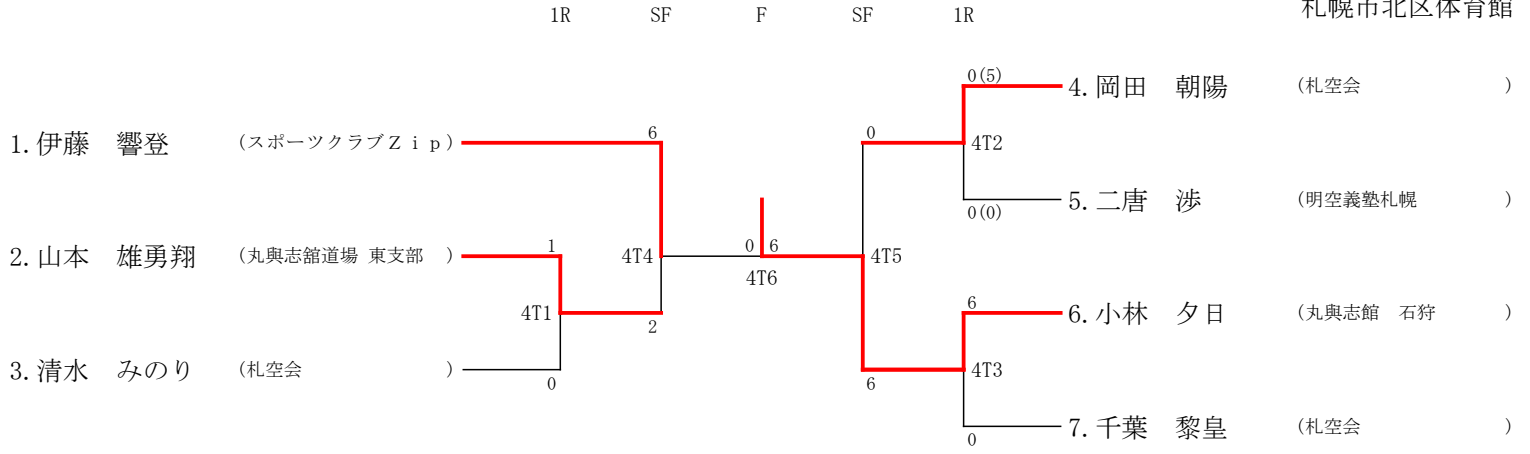 札幌市北区体育館
1R SF F SF 1R
1.伊藤　響登 (スポーツクラブＺｉｐ)
2.山本　雄勇翔 (丸與志舘道場 東支部　)
3.清水　みのり (札空会　)
4T1
1
0
4T4
6
2
4T6
0 6
4T5
0
6
4T2
0(5)
0(0)
4T3
6
0
4.岡田　朝陽 (札空会　)
5.二唐　渉 (明空義塾札幌　)
6.小林　夕日 (丸與志館　石狩　)
7.千葉　黎皇 (札空会　)